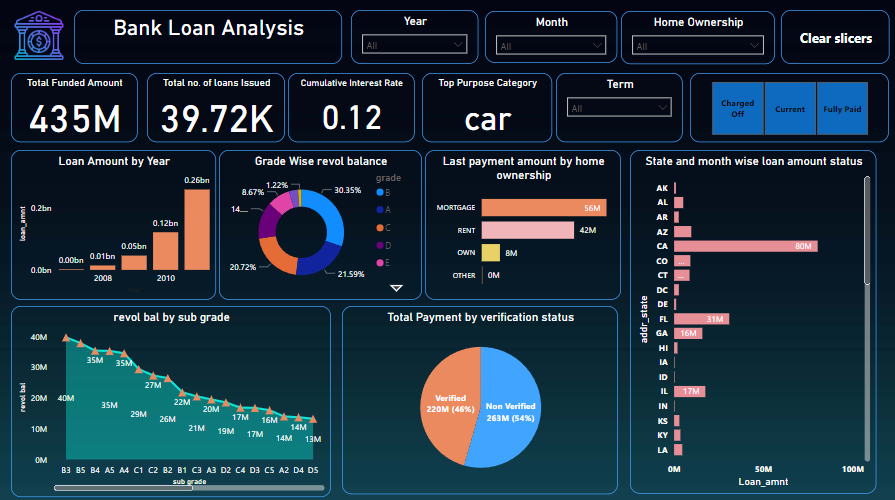 Bank Loan Analysis
Year
All
Month
All
Home Ownership
All
Clear slicers
Total Funded Amount
435M
Total no. of loans Issued
39.72K
Cumulative Interest Rate
0.12
Top Purpose Category
car
Term
All
Charged Off
Current
Fully Paid
Loan Amount by Year
loan_amnt
0.2bn
0.0bn
0.00bn
0.01bn
0.05bn
0.12bn
0.26bn
2008
2010
Grade Wise revol balance
1.22%
8.67%
14....
20.72%
30.35%
21.59%
grade
B
A
C
D
E
Last payment amount by home
ownership
MORTGAGE
56M
RENT
42M
OWN
8M
OTHER
0M
State and month wise loan amount status
addr_state
AK
AL
AR
AZ
CA
80M
CO
...
CT
...
DC
DE
FL
31M
GA
16M
HI
IA
ID
IL
17M
IN
KS
KY
LA
0M
50M
100M
Loan_amnt
revol bal by sub grade
revol bal
40M
30M
20M
10M
0M
40M
35M
35M
35M
29M
27M
26M
22M
21M
20M
19M
17M
17M
16M
14M
14M
13M
B3 B5 B4 A5 A4 C1 C2 B2 B1 C3 A3 D2 C4 D3 C5 A2 D4 D5
sub grade
Total Payment by verification status
Verified
220M (46%)
Non Verified
263M (54%)